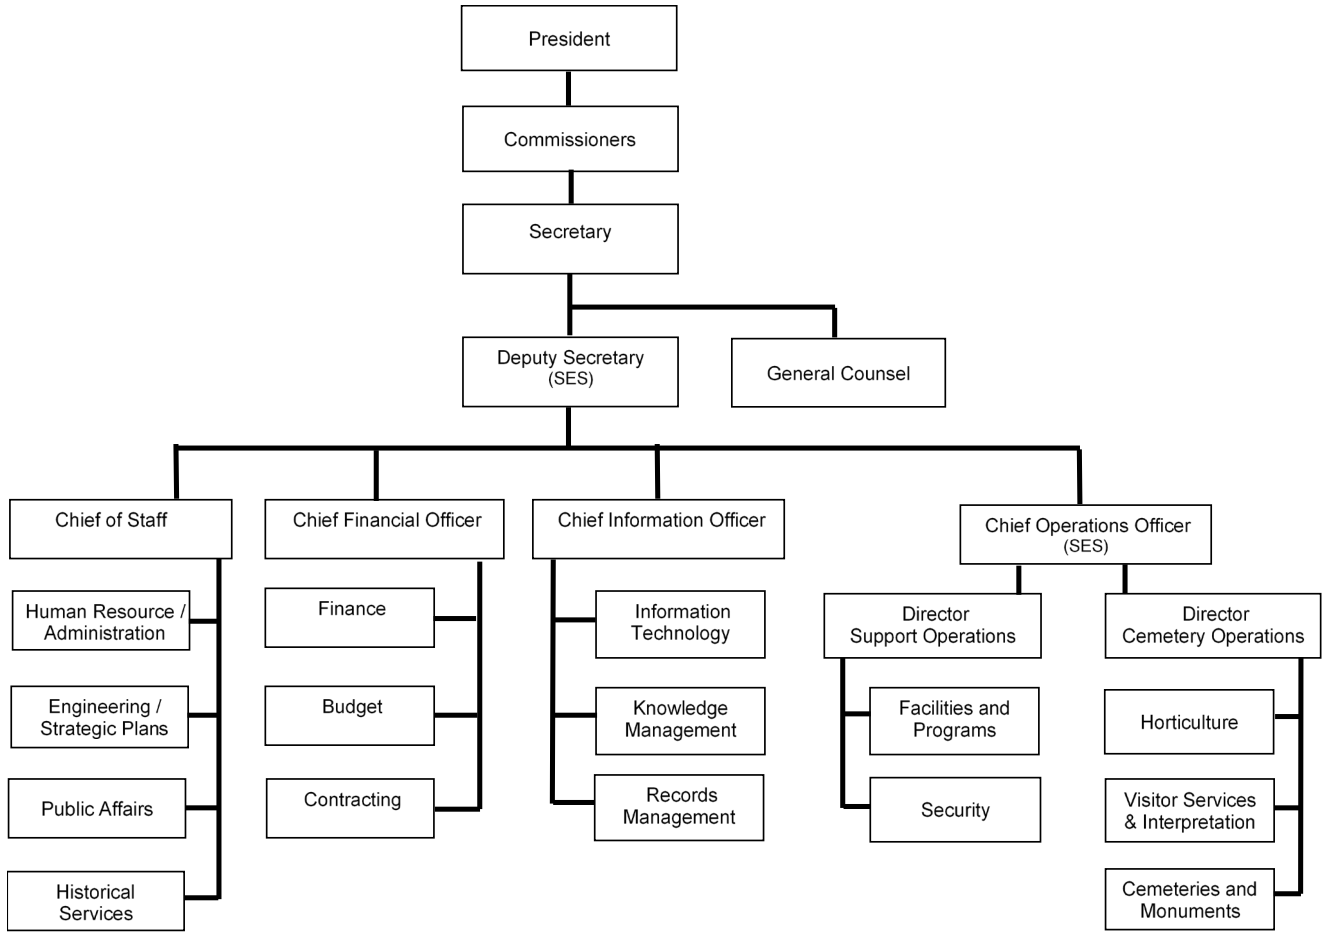 President
Commissioners
Secretary
Deputy Secretary
(SES)
General Counsel
Chief of Staff
Human Resource /
Administration
Engineering /
Strategic Plans
Public Affairs
Historical
Services
Chief Financial Officer
Finance
Budget
Contracting
Chief Information Officer
Information
Technology
Knowledge
Management
Records
Management
Chief Operations Officer
(SES)
Director
Support Operations
Facilities and
Programs
Security
Director
Cemetery Operations
Horticulture
Visitor Services
& Interpretation
Cemeteries and
Monuments